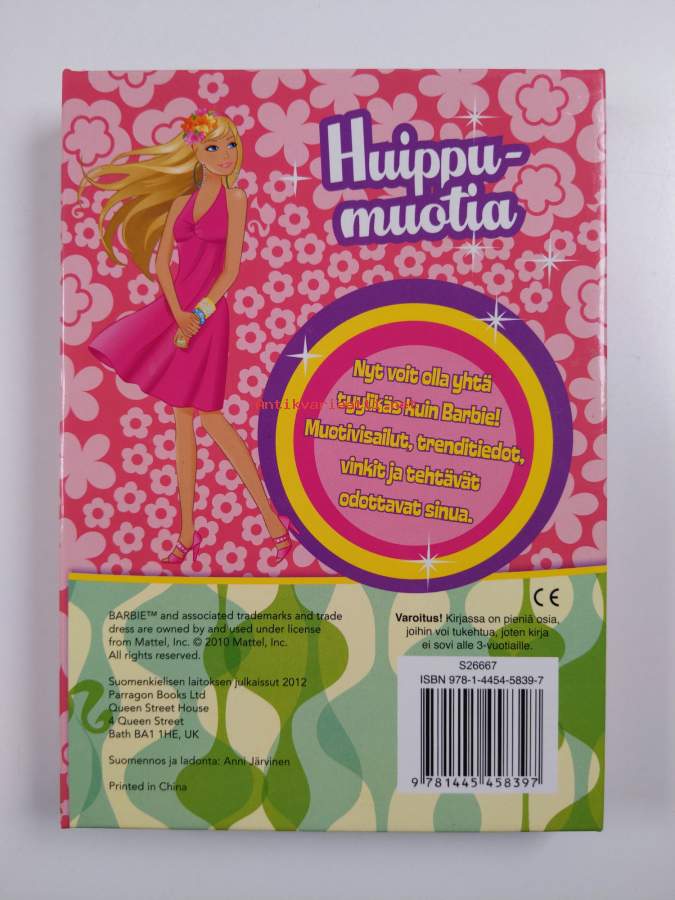 Huippu-
muotia
Nyt voit olla yhtä
tyylikäs kuin Barbie!
Muotivisailut, trenditiedot,
vinkit ja tehtävät
odottavat sinua.
BARBIE™ and associated trademarks and trade
dress are owned by and used under license
from Mattel, Inc. © 2010 Mattel, Inc.
All rights reserved.
Suomenkielisen laitoksen julkaissut 2012
Parragon Books Ltd
Queen Street House
4 Queen Street
Bath BA1 1HE, UK
Suomennos ja ladonta: Anni Järvinen
Printed in China
CE
Varoitus! Kirjassa on pieniä osia,
joihin voi tukehtua, joten kirja
ei sovi alle 3-vuotiaille.
S26667
ISBN 978-1-4454-5839-7
9 781445 458397